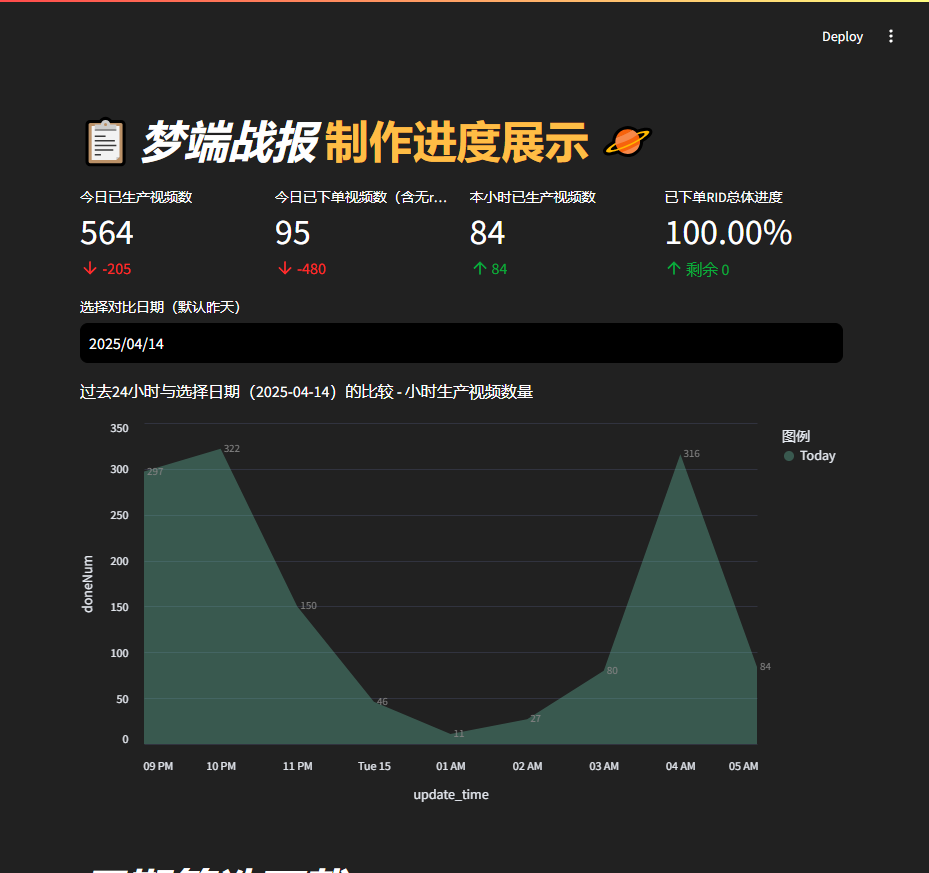 Deploy
梦端战报 制作进度展示
今日已生产视频数
564
-205
今日已下单视频数（含无r...
95
-480
本小时已生产视频数
84
84
已下单RID总体进度
100.00%
剩余 0
选择对比日期（默认昨天）
2025/04/14
过去24小时与选择日期（2025-04-14）的比较 - 小时生产视频数量
350
300
250
200
150
100
50
0
doneNum
297
322
150
46
11
27
80
316
84
09 PM
10 PM
11 PM
Tue 15
01 AM
02 AM
03 AM
04 AM
05 AM
update_time
图例
Today